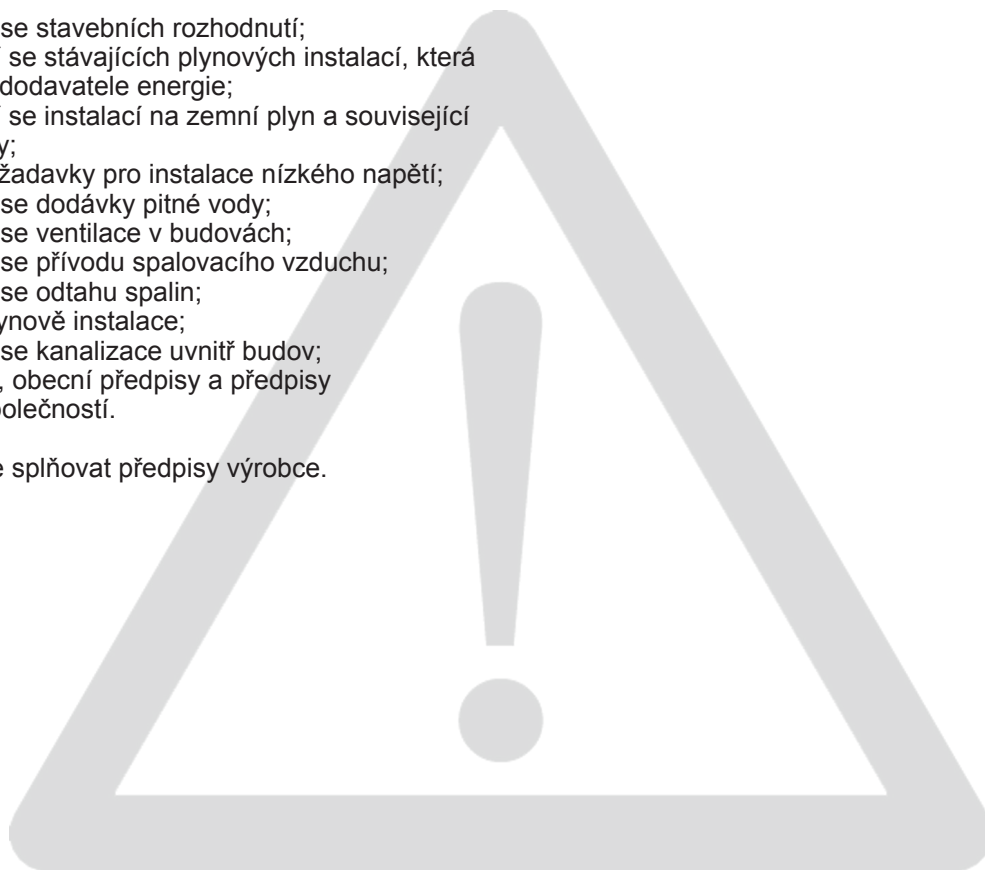 se stavebních rozhodnutí;
se stávajících plynových instalací, která
dodavatele energie;
se instalací na zemní plyn a související
y;
žadavky pro instalace nízkého napětí;
se dodávky pitné vody;
se ventilace v budovách;
se přívodu spalovacího vzduchu;
se odtahu spalin;
ynově instalace;
se kanalizace uvnitř budov;
, obecní předpisy a předpisy
olečností.
e splňovat předpisy výrobce.